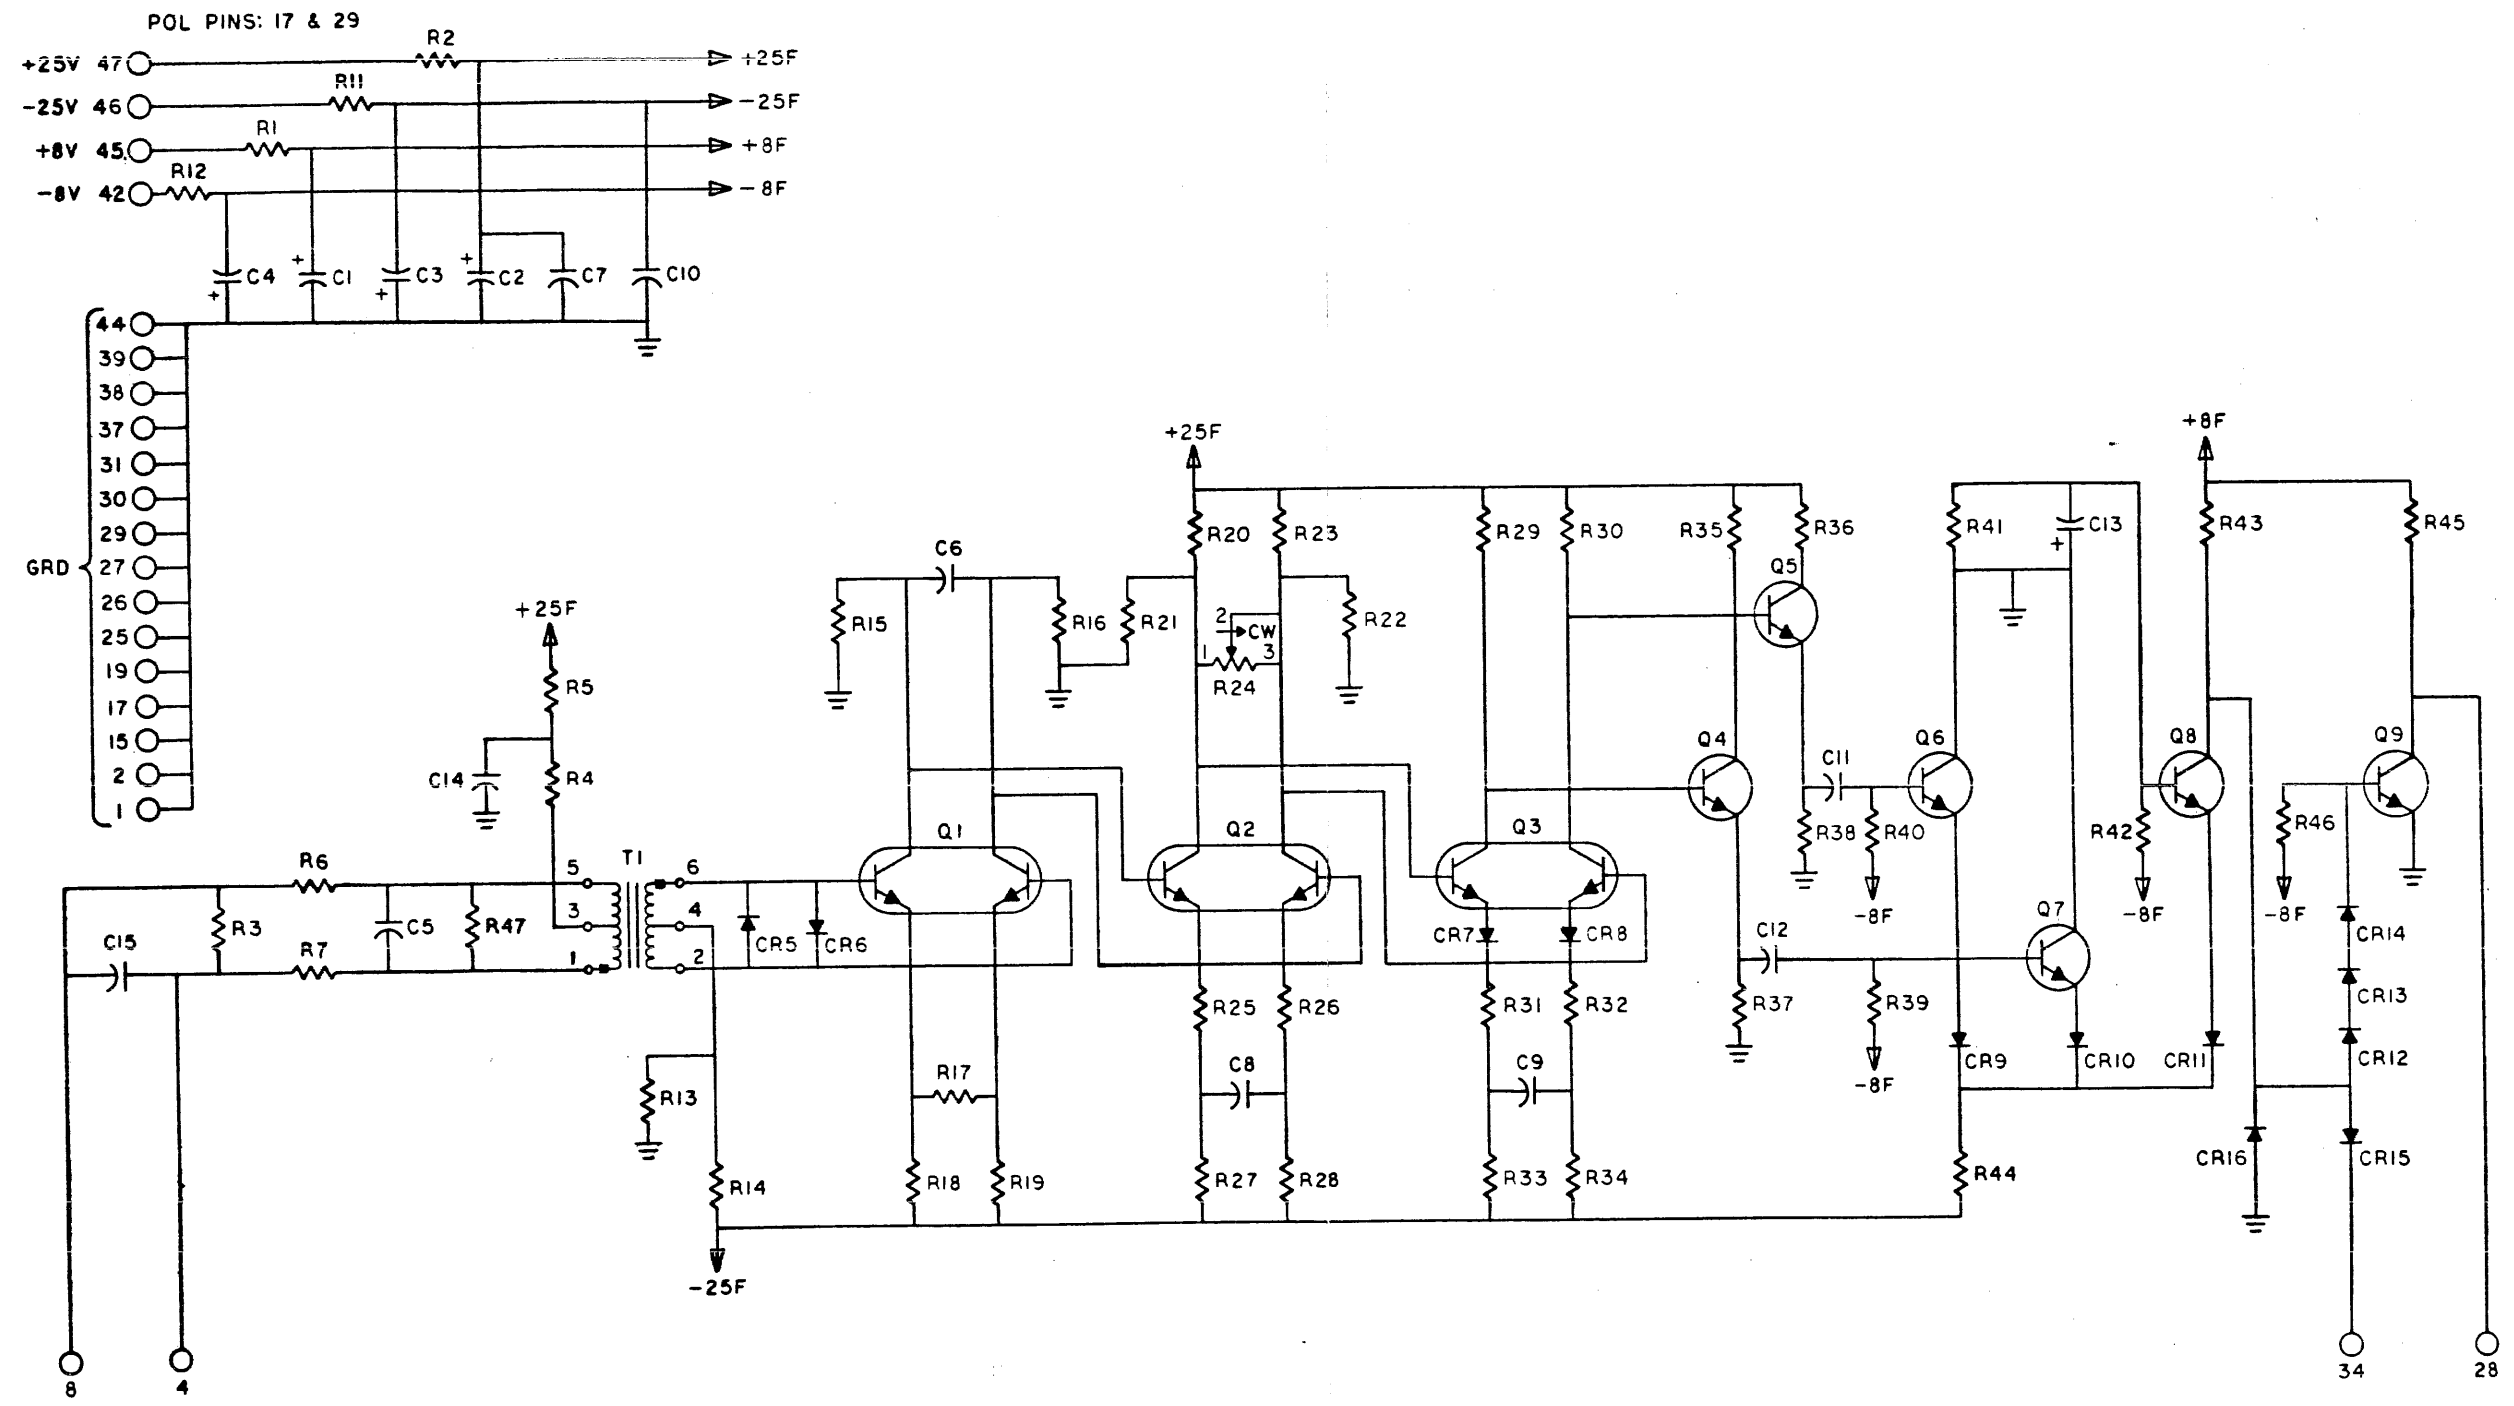 POL PINS: 17 & 29
R2
+25V 47 +25F
R11
-25V 46 -25F
R1
+8V 45 +8F
R12
-8V 42 -8F
+ C4 + C1 + C3 + C2 C7 C10
GRD
44
39
38
37
31
30
29
27
26
25
19
17
15
2
1
+25F
R5
C14 R4
T1
R6 5 6
R3 C5 R47 3 4 CR5 CR6
C15 R7 1 2
R13
R14
-25F
8 4
C6
R15 R16 R21
Q1
R17
R18 R19
+25F
R20 R23
2 CW
1 3
R24
R22
Q2
R25 R26
C8
R27 R28
R29 R30 R35 R36
Q5
Q4
Q3
CR7 CR8
R31 R32
C9
R33 R34
C11
R38 R40
-8F
C12
R37 R39
-8F
Q6
R41 C13 +
Q7
CR9 CR10 CR11
R44
+8F
R43 R45
Q8 Q9
R42
-8F
R46
-8F
CR14
CR13
CR12
CR16 CR15
34 28